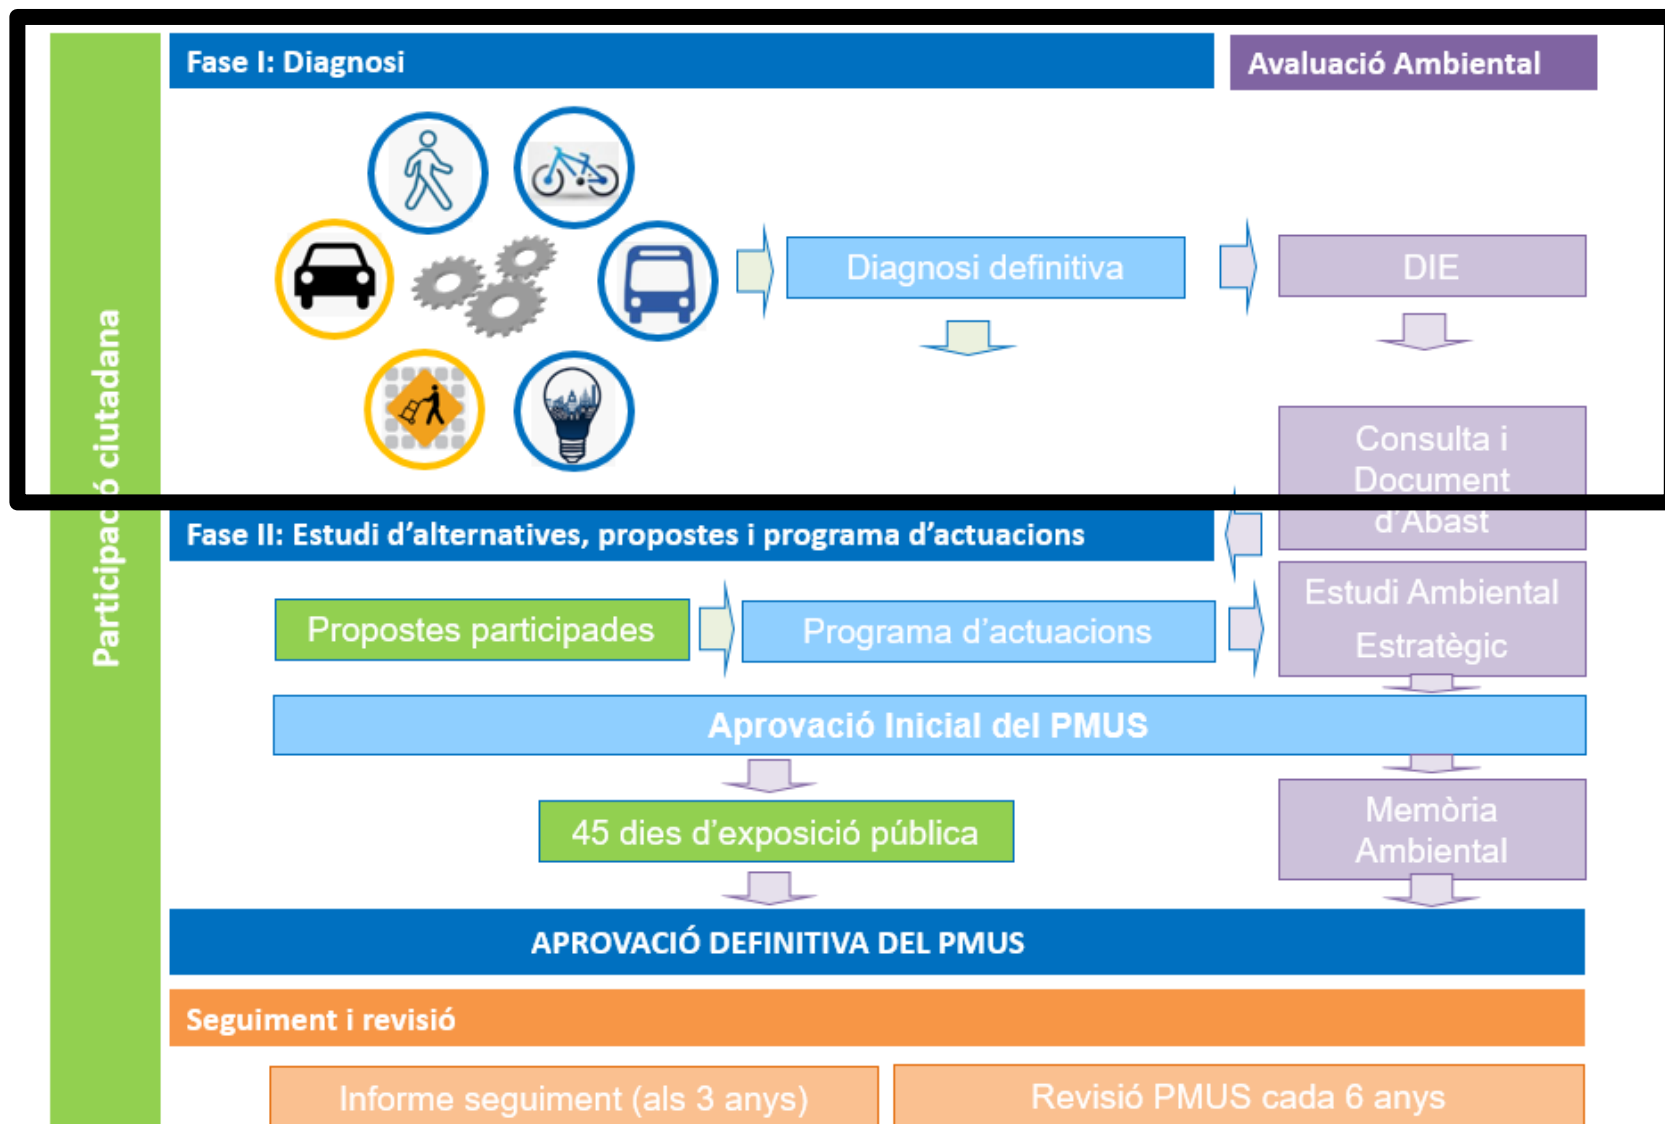 Participació ciutadana
Fase I: Diagnosi
Avaluació Ambiental
Diagnosi definitiva
DIE
Consulta i
Document
d'Abast
Fase II: Estudi d'alternatives, propostes i programa d'actuacions
Propostes participades
Programa d'actuacions
Estudi Ambiental
Estratègic
Aprovació Inicial del PMUS
45 dies d'exposició pública
Memòria
Ambiental
APROVACIÓ DEFINITIVA DEL PMUS
Seguiment i revisió
Informe seguiment (als 3 anys)
Revisió PMUS cada 6 anys